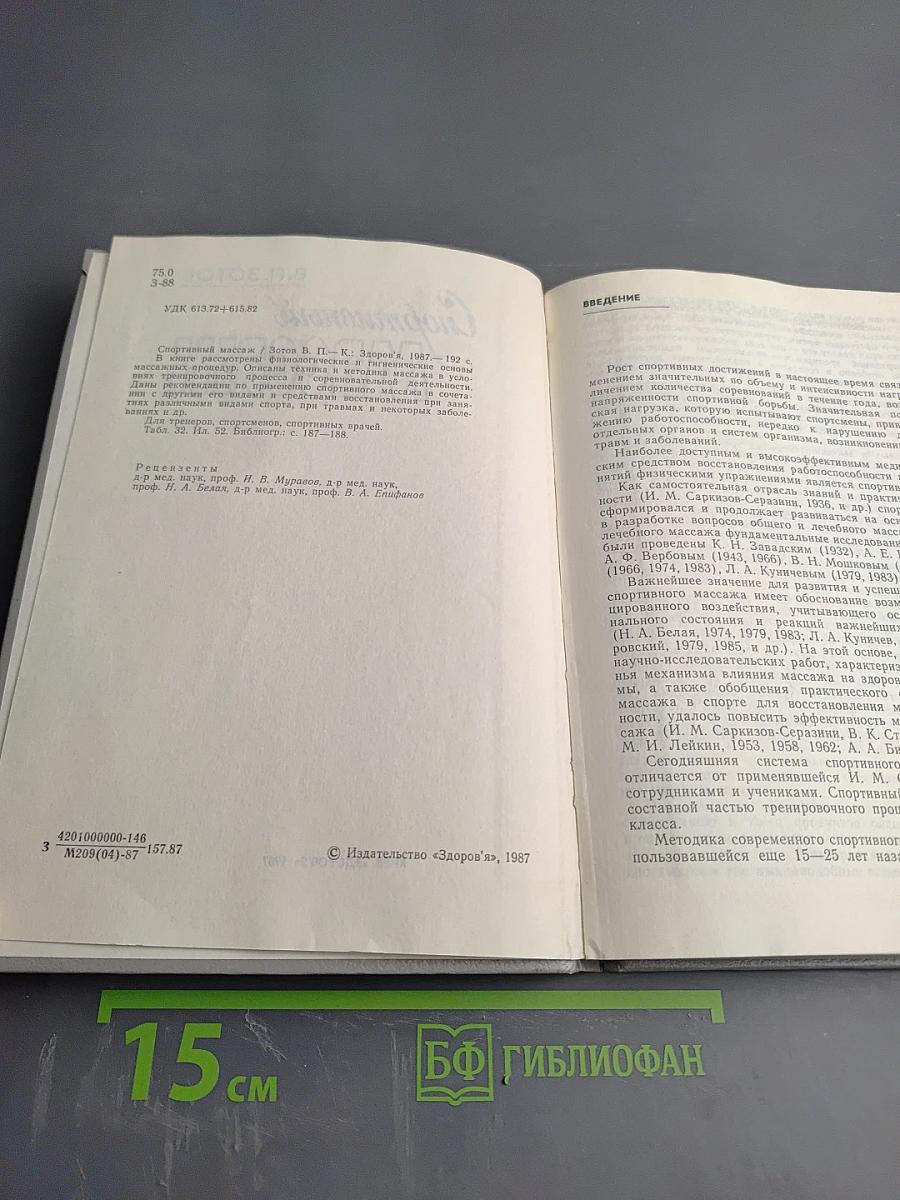 75.0
З-88
УДК 613.72+615.82
Спортивный массаж / Зотов В. П.— К.: Здоров'я, 1987.— 192 с.
В книге рассмотрены физиологические и гигиенические основы
массажных процедур. Описаны техника и методика массажа в усло-
виях тренировочного процесса и соревновательной деятельности.
Даны рекомендации по применению спортивного массажа в сочета-
нии с другими его видами и средствами восстановления при заня-
тиях различными видами спорта, при травмах и некоторых заболе-
ваниях и др.
Для тренеров, спортсменов, спортивных врачей.
Табл. 32. Ил. 52. Библиогр.: с. 187—188.
Рецензенты
д-р мед. наук, проф. И. В. Муравов, д-р мед. наук,
проф. Н. А. Белая, д-р мед. наук, проф. В. А. Епифанов
З 4201000000-146
М209(04)-87 157.87
© Издательство «Здоров'я», 1987
ВВЕДЕНИЕ
Рост спортивных достижений в настоящее время связ
менением значительных по объему и интенсивности нагр
личением количества соревнований в течение года, воз
напряженности спортивной борьбы. Значительная пс
ская нагрузка, которую испытывают спортсмены, прив
жению работоспособности, нередко к нарушению д
отдельных органов и систем организма, возникновени
травм и заболеваний.
Наиболее доступным и высокоэффективным меди
ским средством восстановления работоспособности
нятий физическими упражнениями является спортив
Как самостоятельная отрасль знаний и практич
ности (И. М. Саркизов-Серазини, 1936, и др.) спор
сформировался и продолжает развиваться на осн
в разработке вопросов общего и лечебного масс
лечебного массажа фундаментальные исследовани
были проведены К. Н. Завадским (1932), А. Е.
А. Ф. Вербовым (1943, 1966), В. Н. Мошковым (
(1966, 1974, 1983), Л. А. Куничевым (1979, 1983)
Важнейшее значение для развития и успеш
спортивного массажа имеет обоснование возм
цированного воздействия, учитывающего ос
нального состояния и реакций важнейших
(Н. А. Белая, 1974, 1979, 1983; Л. А. Куничев,
ровский, 1979, 1985, и др.). На этой основе,
научно-исследовательских работ, характериз
нья механизма влияния массажа на здоров
мы, а также обобщения практического
массажа в спорте для восстановления м
ности, удалось повысить эффективность м
сажа (И. М. Саркизов-Серазини, В. К. Ст
М. И. Лейкин, 1953, 1958, 1962; А. А. Би
Сегодняшняя система спортивного
отличается от применявшейся И. М. С
сотрудниками и учениками. Спортивный
составной частью тренировочного проц
класса.
Методика современного спортивного
пользовавшейся еще 15—25 лет наза
15 см
БФ ГИБЛИОФАН